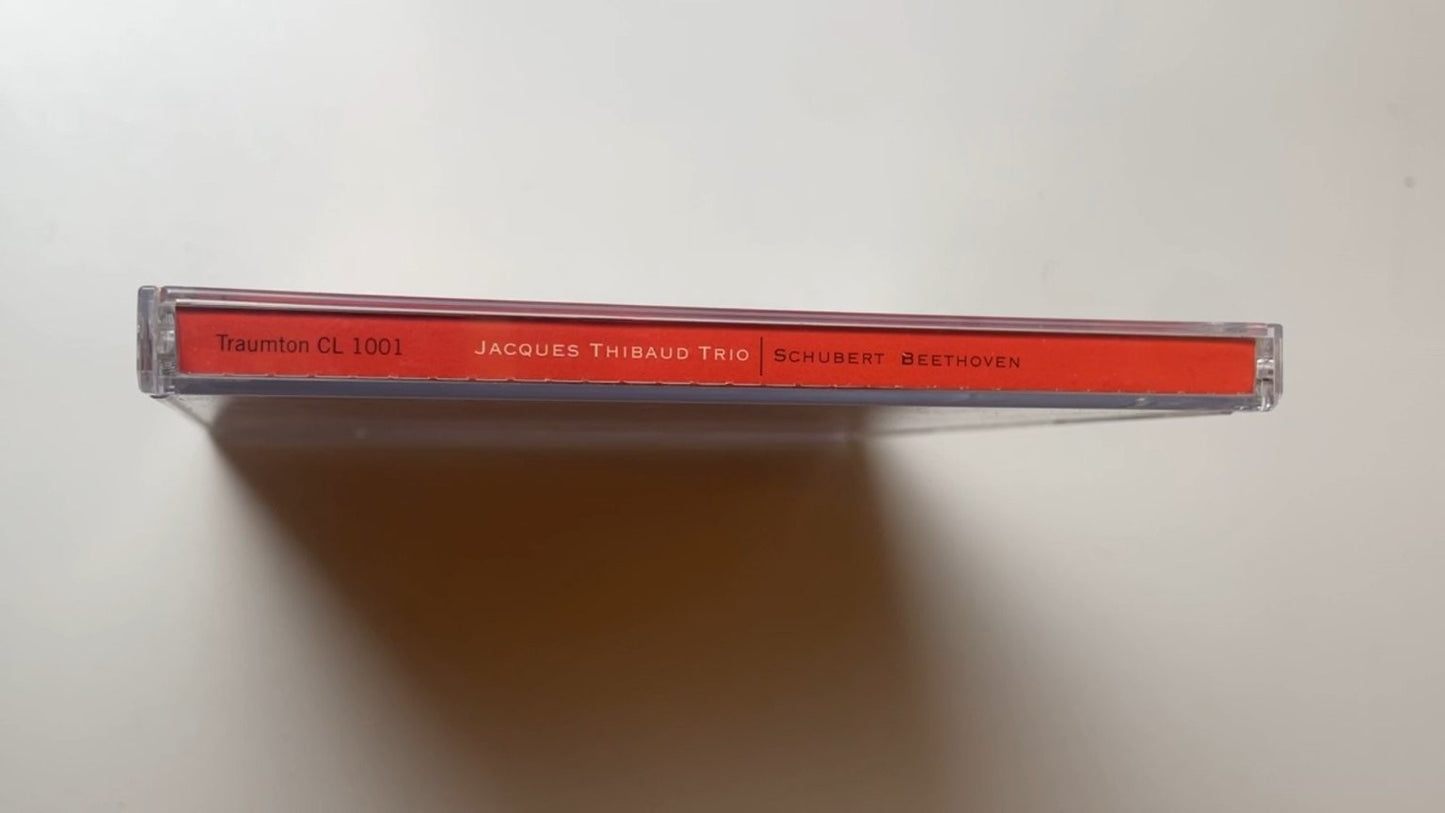 Traumton CL 1001 Jacques Thibaud Trio | Schubert Beethoven